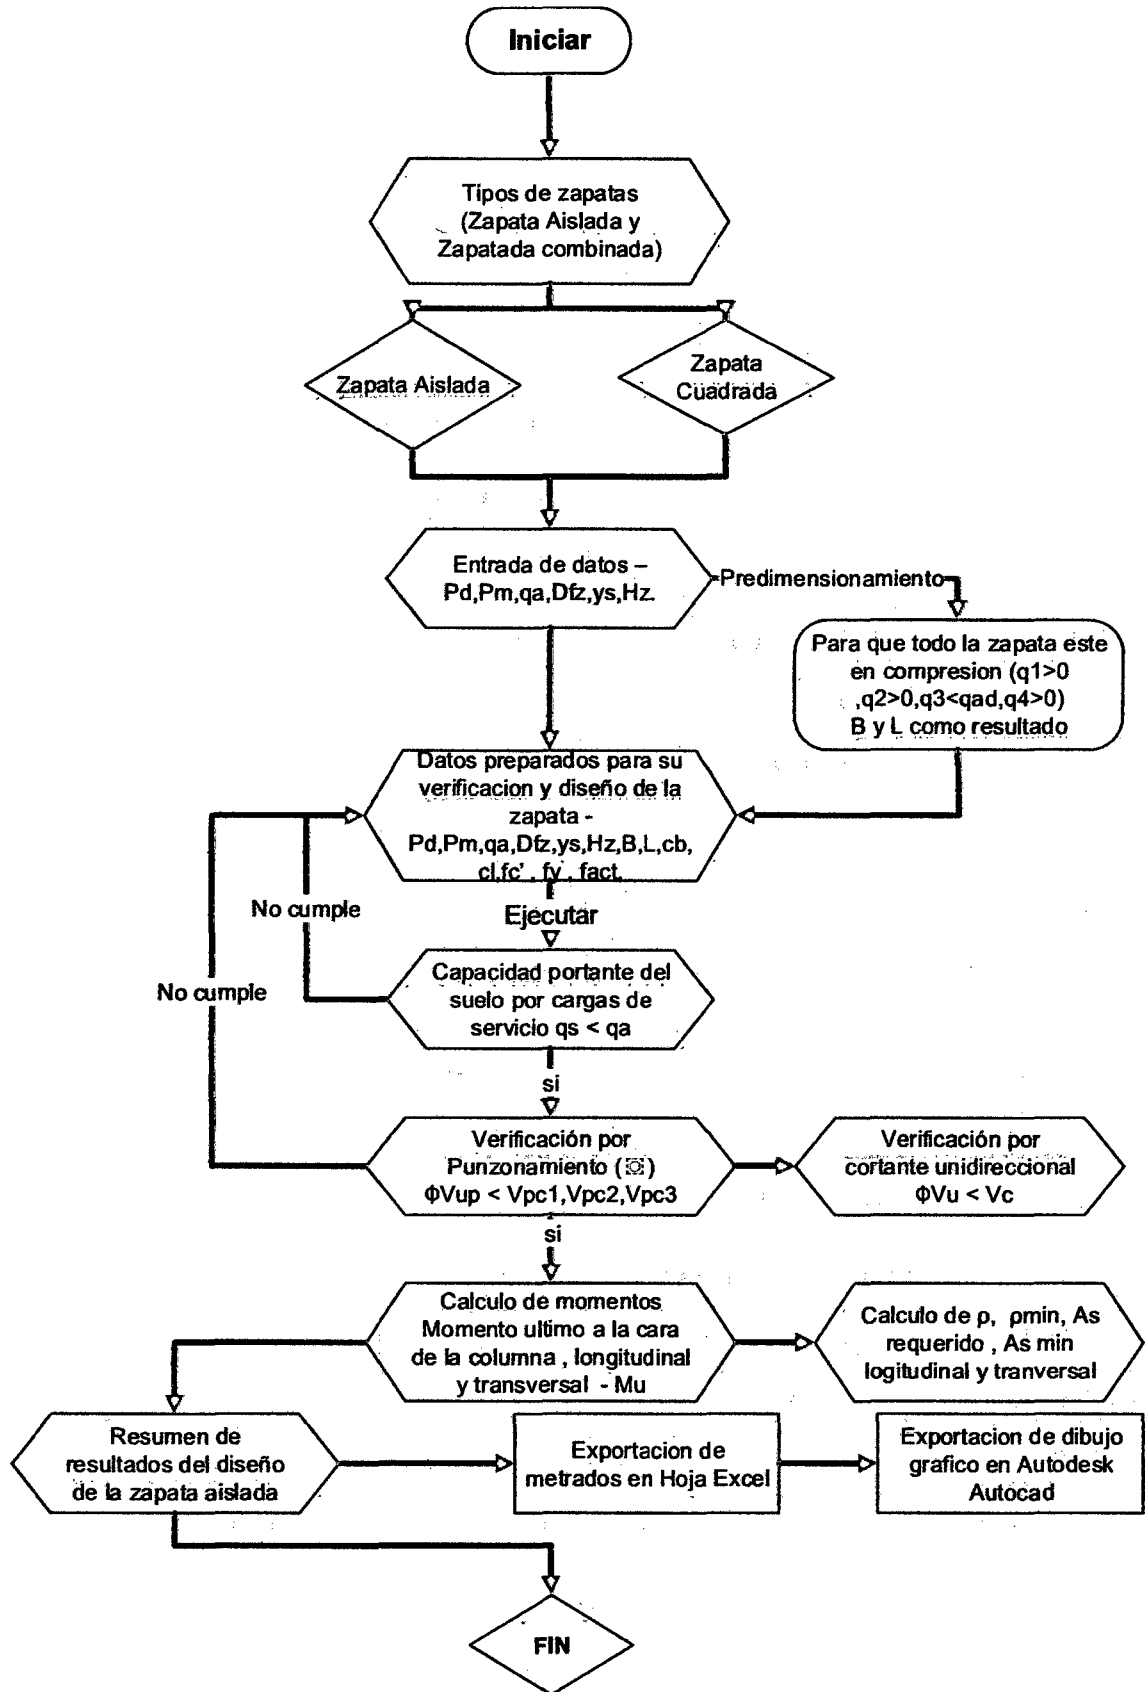 Iniciar
Tipos de zapatas
(Zapata Aislada y
Zapatada combinada)
Zapata Aislada
Zapata
Cuadrada
Entrada de datos –
Pd,Pm,qa,Dfz,ys,Hz.
Predimensionamiento
Para que todo la zapata este
en compresion (q1>0
,q2>0,q3<qad,q4>0)
B y L como resultado
Datos preparados para su
verificacion y diseño de la
zapata -
Pd,Pm,qa,Dfz,ys,Hz,B,L,cb,
cl,fc' , fy , fact.
No cumple
Ejecutar
No cumple
Capacidad portante del
suelo por cargas de
servicio qs < qa
si
Verificación por
Punzonamiento ( )
ΦVup < Vpc1,Vpc2,Vpc3
Verificación por
cortante unidireccional
ΦVu < Vc
si
Calculo de momentos
Momento ultimo a la cara
de la columna , longitudinal
y transversal - Mu
Calculo de ρ, ρmin, As
requerido , As min
logitudinal y tranversal
Resumen de
resultados del diseño
de la zapata aislada
Exportacion de
metrados en Hoja Excel
Exportacion de dibujo
grafico en Autodesk
Autocad
FIN